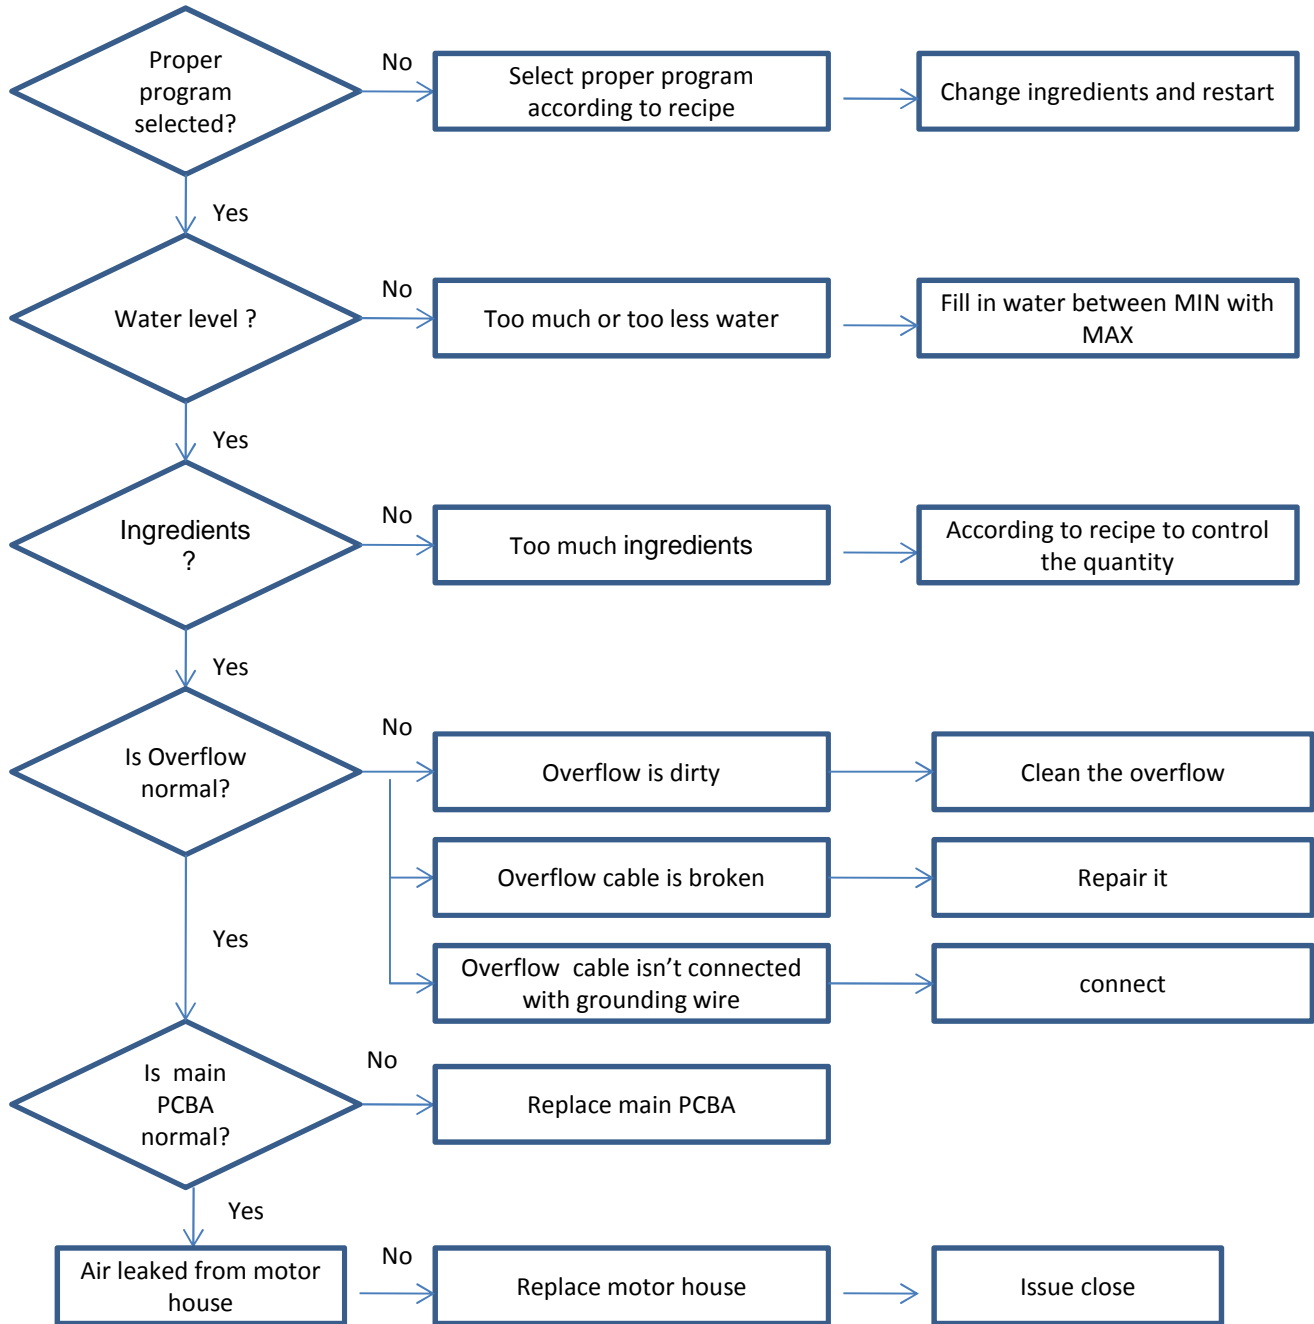 Proper
program
selected?
No
Select proper program
according to recipe
Change ingredients and restart
Yes
Water level ?
No
Too much or too less water
Fill in water between MIN with
MAX
Yes
Ingredients
?
No
Too much ingredients
According to recipe to control
the quantity
Yes
Is Overflow
normal?
No
Overflow is dirty
Clean the overflow
Overflow cable is broken
Repair it
Yes
Overflow  cable isn’t connected
with grounding wire
connect
Is  main
PCBA
normal?
No
Replace main PCBA
Yes
Air leaked from motor
house
No
Replace motor house
Issue close